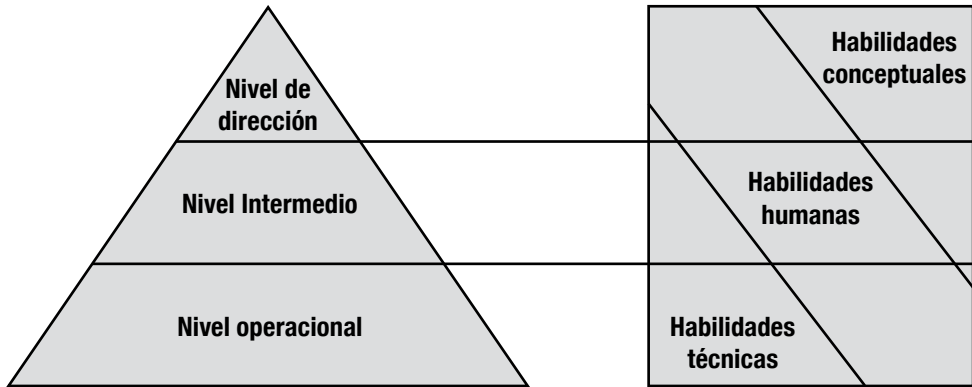 Nivel de
dirección
Nivel Intermedio
Nivel operacional
Habilidades
conceptuales
Habilidades
humanas
Habilidades
técnicas